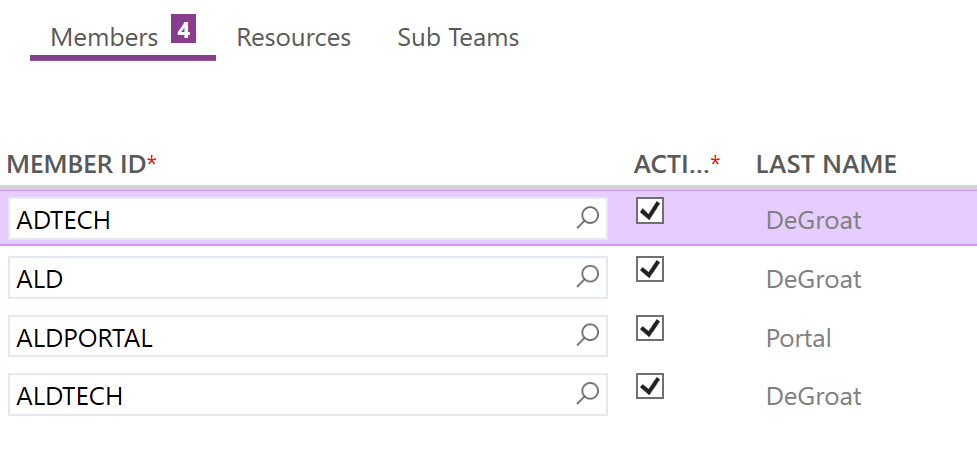 Members 4 Resources Sub Teams
MEMBER ID* ACTI...* LAST NAME
ADTECH DeGroat
ALD DeGroat
ALDPORTAL Portal
ALDTECH DeGroat